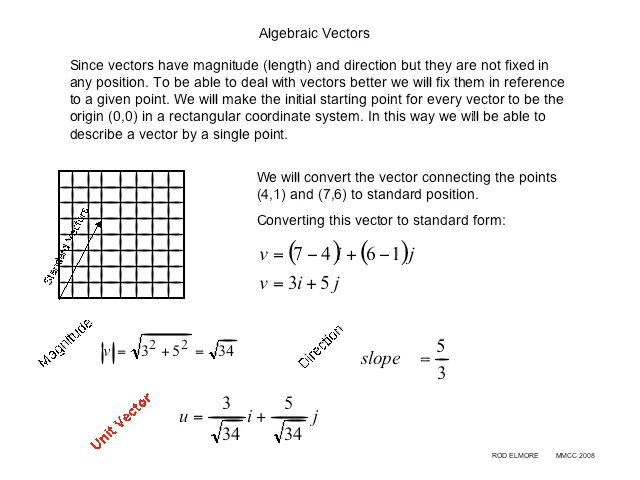 Algebraic Vectors
Since vectors have magnitude (length) and direction but they are not fixed in
any position. To be able to deal with vectors better we will fix them in reference
to a given point. We will make the initial starting point for every vector to be the
origin (0,0) in a rectangular coordinate system. In this way we will be able to
describe a vector by a single point.
We will convert the vector connecting the points
(4,1) and (7,6) to standard position.
Converting this vector to standard form:
v = (7 − 4)i + (6 − 1)j
v = 3i + 5j
Standard Vectors
Magnitude
|v| = √(3² + 5²) = √34
Direction
slope = 5/3
Unit Vector
u = 3/√34 i + 5/√34 j
ROD ELMORE MMCC 2008